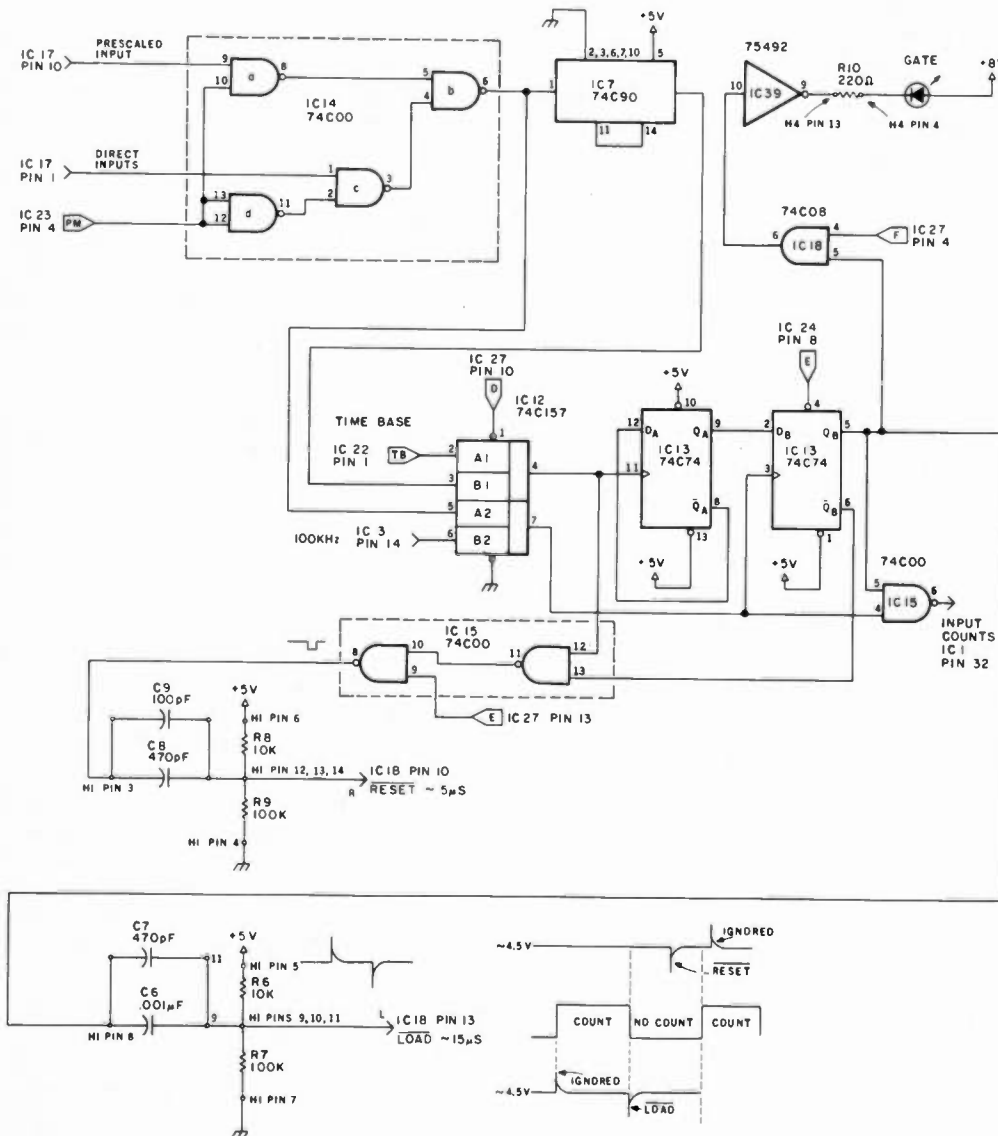 IC 17
PIN 10
PRESCALED
INPUT
9
10
a
8
5
4
b
6
IC14
74C00
IC 17
PIN 1
DIRECT
INPUTS
1
2
c
3
IC 23
PIN 4
PM
13
12
d
11
2, 3, 6, 7, 10
+5V
5
1
IC7
74C90
11
14
75492
10
IC39
9
R10
220Ω
GATE
+8V
H4 PIN 13
H4 PIN 4
74C08
6
IC18
4
5
F
IC27
PIN 4
IC 27
PIN 10
D
IC12
74C157
1
TIME BASE
IC 22
PIN 1
TB
2
A1
3
B1
5
A2
100KHz
IC 3
PIN 14
6
B2
4
7
+5V
10
12
DA
QA
9
IC13
74C74
11
Q̄A
8
13
+5V
IC 24
PIN 8
E
4
2
DB
QB
5
IC13
74C74
3
Q̄B
6
1
+5V
74C00
5
4
IC15
6
INPUT
COUNTS
IC 1
PIN 32
IC 15
74C00
8
10
9
11
12
13
E
IC27 PIN 13
C9
100pF
C8
470pF
HI PIN 3
+5V
HI PIN 6
R8
10K
HI PIN 12, 13, 14
R
IC18 PIN 10
RESET ~ 5µS
R9
100K
HI PIN 4
C7
470pF
11
C6
.001µF
9
HI PIN 8
+5V
HI PIN 5
R6
10K
HI PINS 9, 10, 11
L
IC18 PIN 13
LOAD ~15µS
R7
100K
HI PIN 7
~4.5V
IGNORED
RESET
COUNT
NO COUNT
COUNT
~4.5V
IGNORED
LOAD